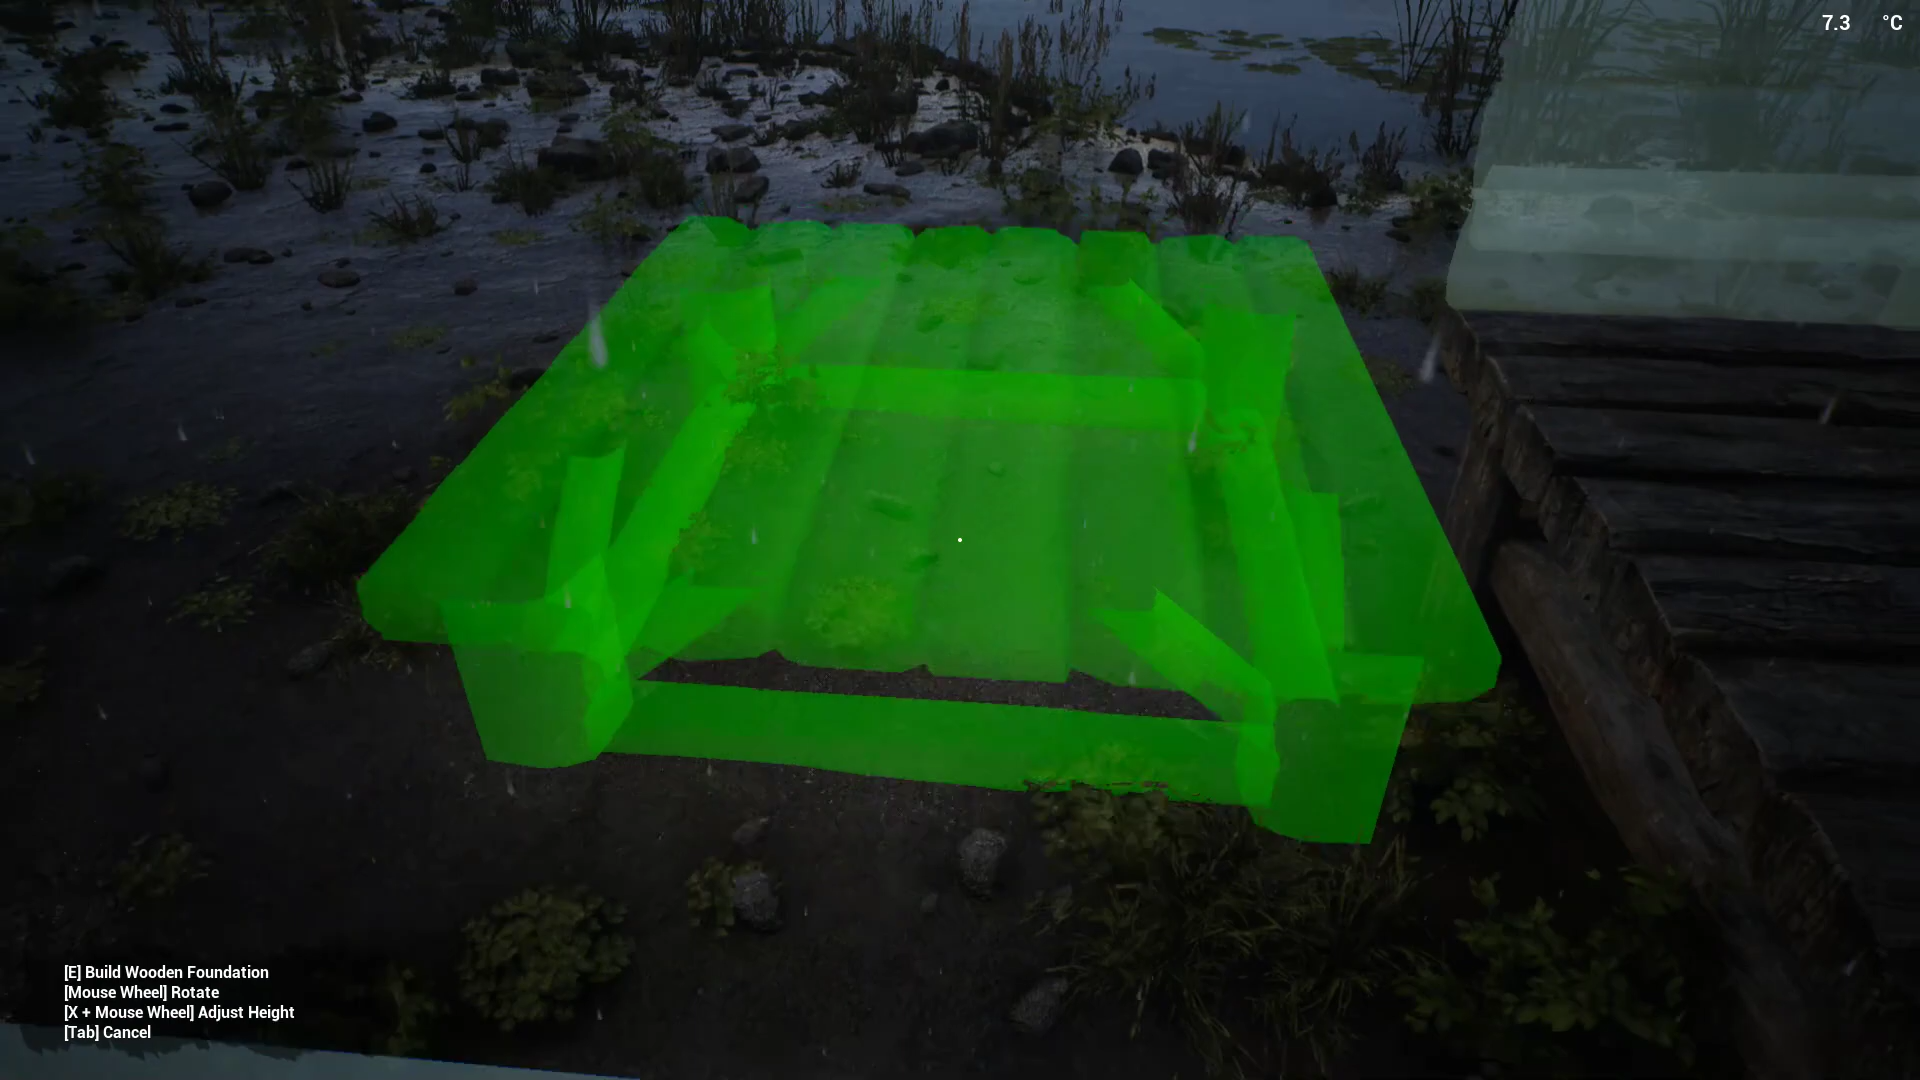 7.3 °C
[E] Build Wooden Foundation
[Mouse Wheel] Rotate
[X + Mouse Wheel] Adjust Height
[Tab] Cancel